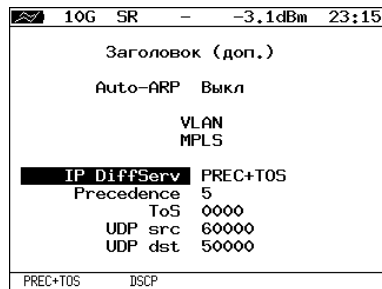 10G SR - -3.1dBm 23:15
Заголовок (доп.)
Auto-ARP Выкл
VLAN
MPLS
IP DiffServ PREC+TOS
Precedence 5
ToS 0000
UDP src 60000
UDP dst 50000
PREC+TOS DSCP